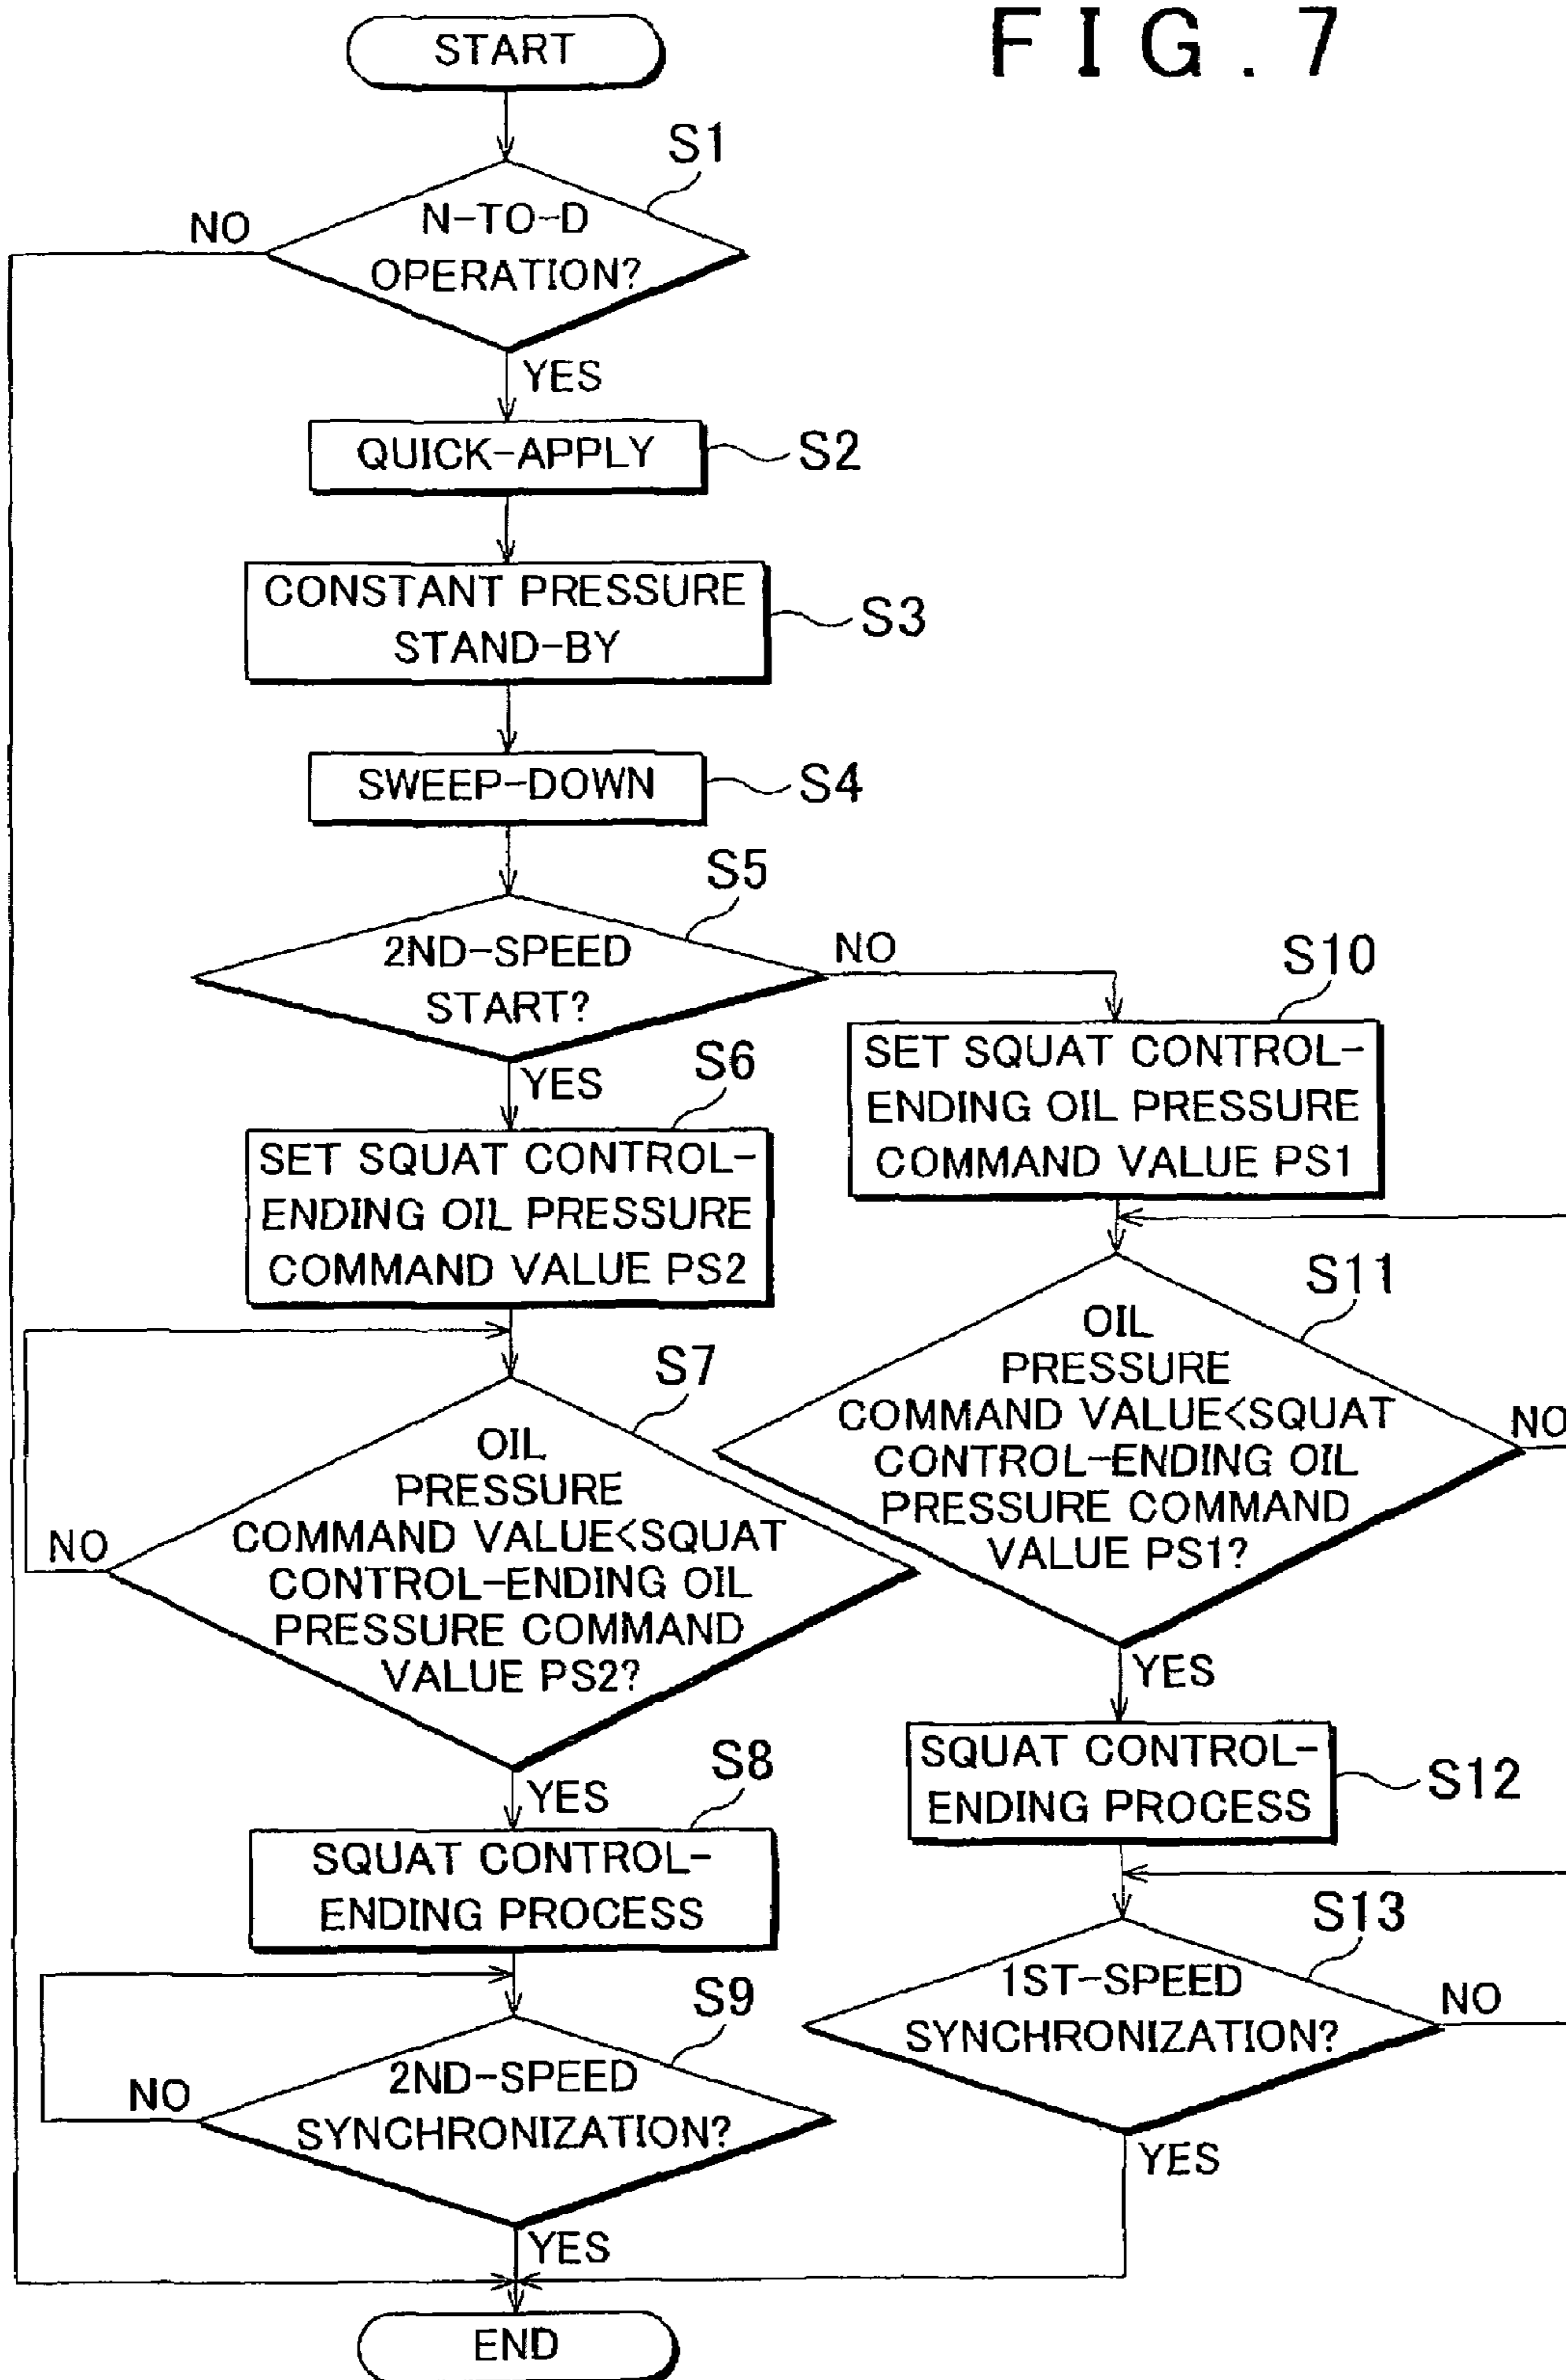 FIG. 7
START
S1
N-TO-D
OPERATION?
NO
YES
QUICK-APPLY
S2
CONSTANT PRESSURE
STAND-BY
S3
SWEEP-DOWN
S4
S5
2ND-SPEED
START?
NO
YES
S6
SET SQUAT CONTROL-
ENDING OIL PRESSURE
COMMAND VALUE PS2
S7
OIL
PRESSURE
COMMAND VALUE<SQUAT
CONTROL-ENDING OIL
PRESSURE COMMAND
VALUE PS2?
NO
YES
S8
SQUAT CONTROL-
ENDING PROCESS
S9
2ND-SPEED
SYNCHRONIZATION?
NO
YES
S10
SET SQUAT CONTROL-
ENDING OIL PRESSURE
COMMAND VALUE PS1
S11
OIL
PRESSURE
COMMAND VALUE<SQUAT
CONTROL-ENDING OIL
PRESSURE COMMAND
VALUE PS1?
NO
YES
SQUAT CONTROL-
ENDING PROCESS
S12
S13
1ST-SPEED
SYNCHRONIZATION?
NO
YES
END